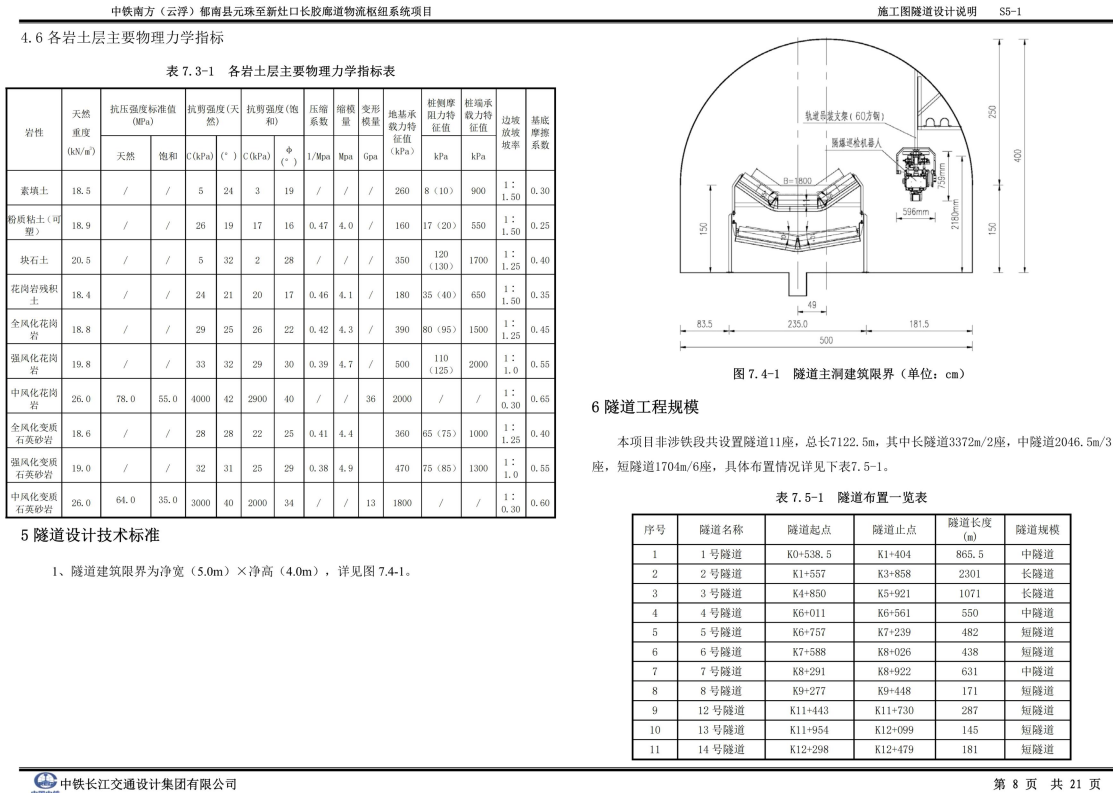 中铁南方（云浮）郁南县元珠至新灶口长胶廊道物流枢纽系统项目
施工图隧道设计说明 S5-1
4.6 各岩土层主要物理力学指标
表 7.3-1 各岩土层主要物理力学指标表
岩性 天然重度(kN/m³) 抗压强度标准值(MPa) 抗剪强度(天然) 抗剪强度(饱和) 压缩系数 缩模量 变形模量 地基承载力特征值(kPa) 桩侧摩阻力特征值 桩端承载力特征值 边坡放坡坡率 基底摩擦系数
天然 饱和 C(kPa) (°) C(kPa) φ(°) 1/Mpa Mpa Gpa kPa kPa
素填土 18.5 / / 5 24 3 19 / / / 260 8（10） 900 1：1.50 0.30
粉质粘土（可塑） 18.9 / / 26 19 17 16 0.47 4.0 / 160 17（20） 550 1：1.50 0.25
块石土 20.5 / / 5 32 2 28 / / / 350 120（130） 1700 1：1.25 0.40
花岗岩残积土 18.4 / / 24 21 20 17 0.46 4.1 / 180 35（40） 650 1：1.50 0.35
全风化花岗岩 18.8 / / 29 25 26 22 0.42 4.3 / 390 80（95） 1500 1：1.25 0.45
强风化花岗岩 19.8 / / 33 32 29 30 0.39 4.7 / 500 110（125） 2000 1：1.0 0.55
中风化花岗岩 26.0 78.0 55.0 4000 42 2900 40 / / 36 2000 / / 1：0.30 0.65
全风化变质石英砂岩 18.6 / / 28 28 22 25 0.41 4.4 360 65（75） 1000 1：1.25 0.40
强风化变质石英砂岩 19.0 / / 32 31 25 29 0.38 4.9 470 75（85） 1300 1：1.0 0.55
中风化变质石英砂岩 26.0 64.0 35.0 3000 40 2000 34 / / 13 1800 / / 1：0.30 0.60
5 隧道设计技术标准
1、隧道建筑限界为净宽（5.0m）×净高（4.0m），详见图 7.4-1。
轨道吊装支架(60方钢)
隔爆巡检机器人
B=1800
759mm
596mm
2180mm
150
250
150
400
49
83.5 235.0 181.5
500
图 7.4-1 隧道主洞建筑限界（单位：cm）
6 隧道工程规模
本项目非涉铁段共设置隧道11座，总长7122.5m，其中长隧道3372m/2座，中隧道2046.5m/3
座，短隧道1704m/6座，具体布置情况详见下表7.5-1。
表 7.5-1 隧道布置一览表
序号 隧道名称 隧道起点 隧道止点 隧道长度(m) 隧道规模
1 1 号隧道 K0+538.5 K1+404 865.5 中隧道
2 2 号隧道 K1+557 K3+858 2301 长隧道
3 3 号隧道 K4+850 K5+921 1071 长隧道
4 4 号隧道 K6+011 K6+561 550 中隧道
5 5 号隧道 K6+757 K7+239 482 短隧道
6 6 号隧道 K7+588 K8+026 438 短隧道
7 7 号隧道 K8+291 K8+922 631 中隧道
8 8 号隧道 K9+277 K9+448 171 短隧道
9 12 号隧道 K11+443 K11+730 287 短隧道
10 13 号隧道 K11+954 K12+099 145 短隧道
11 14 号隧道 K12+298 K12+479 181 短隧道
中铁长江交通设计集团有限公司
第 8 页 共 21 页